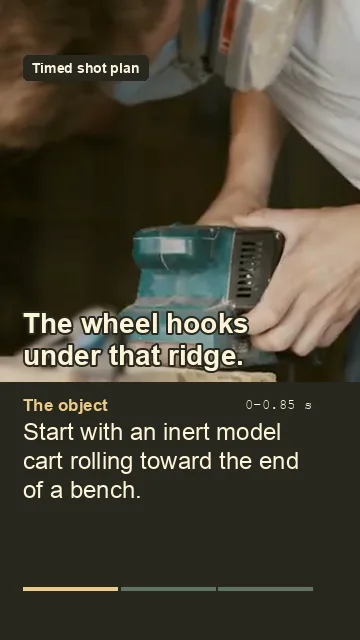 Timed shot plan
The wheel hooks
under that ridge.
The object
0–0.85 s
Start with an inert model
cart rolling toward the end
of a bench.